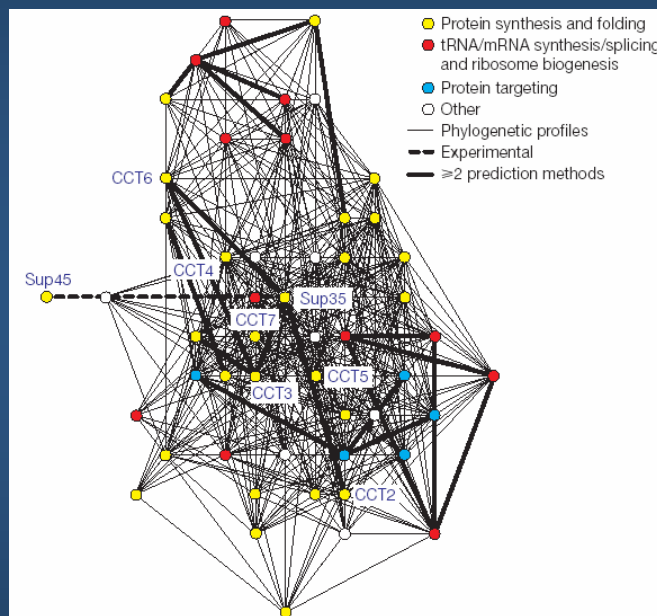 Protein synthesis and folding
tRNA/mRNA synthesis/splicing
and ribosome biogenesis
Protein targeting
Other
Phylogenetic profiles
Experimental
≥2 prediction methods
CCT6
CCT4
Sup45
Sup35
CCT7
CCT5
CCT3
CCT2